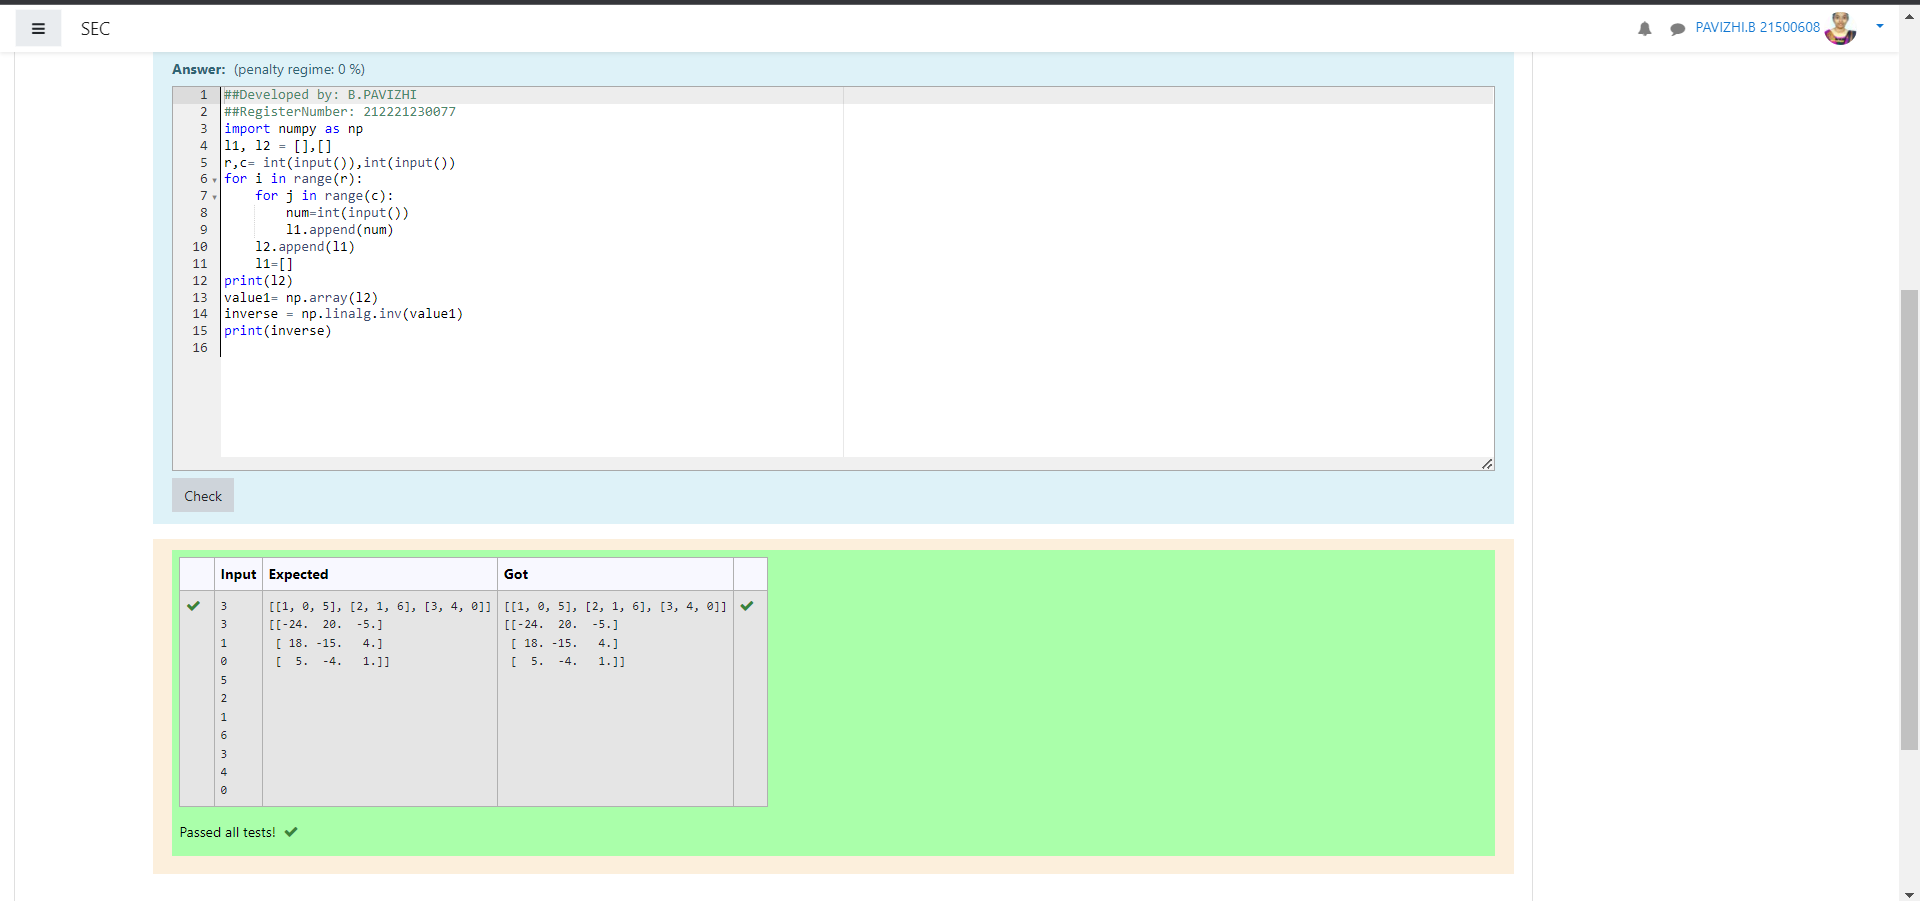 SEC
PAVIZHI.B 21500608
Answer: (penalty regime: 0 %)
1 ##Developed by: B.PAVIZHI
2 ##RegisterNumber: 212221230077
3 import numpy as np
4 l1, l2 = [],[]
5 r,c= int(input()),int(input())
6 for i in range(r):
7     for j in range(c):
8         num=int(input())
9         l1.append(num)
10     l2.append(l1)
11     l1=[]
12 print(l2)
13 value1= np.array(l2)
14 inverse = np.linalg.inv(value1)
15 print(inverse)
16
Check
Input Expected Got
3 [[1, 0, 5], [2, 1, 6], [3, 4, 0]] [[1, 0, 5], [2, 1, 6], [3, 4, 0]]
3 [[-24.  20.  -5.] [[-24.  20.  -5.]
1 [ 18. -15.   4.] [ 18. -15.   4.]
0 [  5.  -4.   1.]] [  5.  -4.   1.]]
5
2
1
6
3
4
0
Passed all tests!